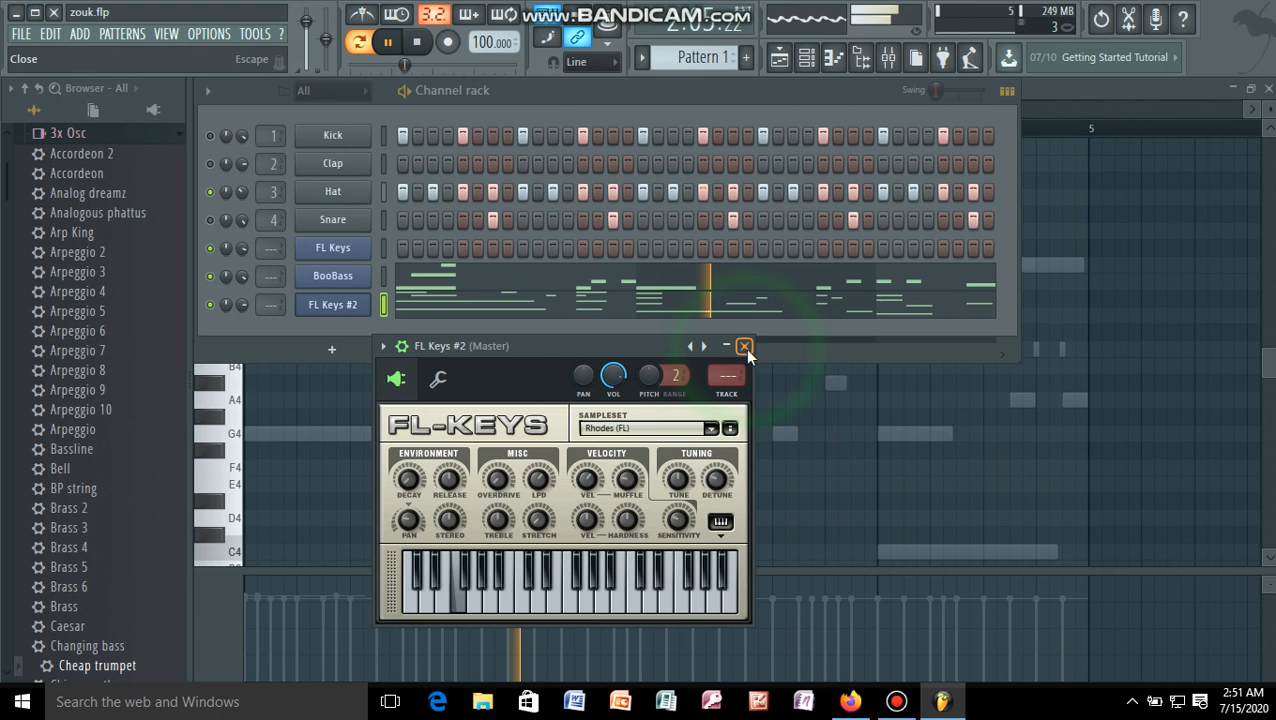 zouk.flp
FILE EDIT ADD PATTERNS VIEW OPTIONS TOOLS ?
Close
Escape
3.2:
100.000
www.BANDICAM.com
2:05:22
Line
Pattern 1
5
249 MB
3
07/10 Getting Started Tutorial
Browser - All
3x Osc
Accordeon 2
Accordeon
Analog dreamz
Analogous phattus
Arp King
Arpeggio 2
Arpeggio 3
Arpeggio 4
Arpeggio 5
Arpeggio 6
Arpeggio 7
Arpeggio 8
Arpeggio 9
Arpeggio 10
Arpeggio
Bassline
Bell
BP string
Brass 2
Brass 3
Brass 4
Brass 5
Brass 6
Brass
Caesar
Changing bass
Cheap trumpet
All
Channel rack
Swing
1 Kick
2 Clap
3 Hat
4 Snare
--- FL Keys
--- BooBass
--- FL Keys #2
5
B4
A4
G4
F4
E4
D4
C4
FL Keys #2 (Master)
2
---
PAN VOL PITCH RANGE TRACK
FL-KEYS
SAMPLESET
Rhodes (FL)
ENVIRONMENT MISC VELOCITY TUNING
DECAY RELEASE OVERDRIVE LPD VEL MUFFLE TUNE DETUNE
PAN STEREO TREBLE STRETCH VEL HARDNESS SENSITIVITY
Search the web and Windows
2:51 AM
7/15/2020